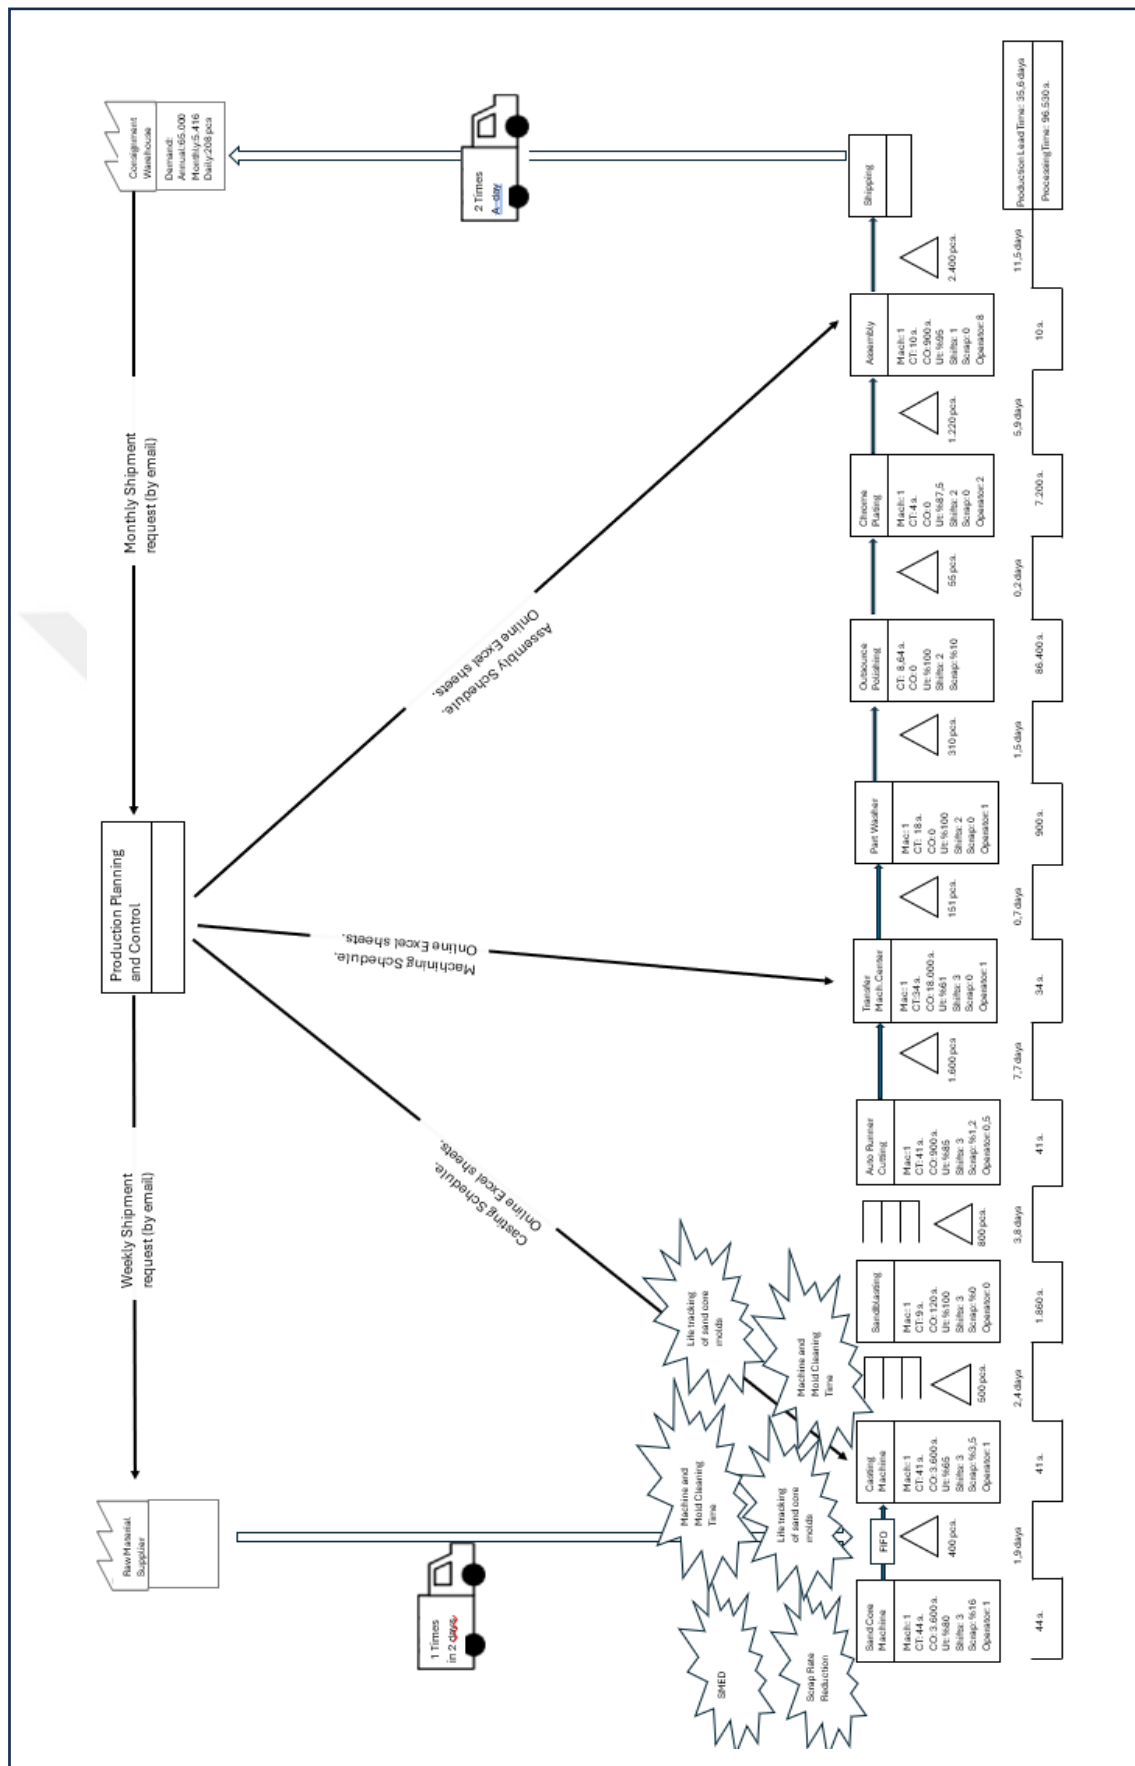 Raw Material
Supplier
Weekly Shipment
request (by email)
Production Planning
and Control
Monthly Shipment
request (by email)
Consignment
Warehouse
Demand:
Annual:65.000
Monthly:5.416
Daily:208 pcs
1 Times
in 2 days
2 Times
A-day
Casting Schedule.
Online Excel sheets.
Machining Schedule.
Online Excel sheets.
Assembly Schedule.
Online Excel sheets.
SMED
Scrap Rate
Reduction
Machine and
Mold Cleaning
Time
Life tracking
of sand core
molds
Life tracking
of sand core
molds
Machine and
Mold Cleaning
Time
Sand Core
Machine
Mach: 1
CT:44 s.
CO:3.600 s.
Ut:%80
Shifts: 3
Scrap:%16
Operator: 1
FIFO
400 pcs.
Casting
Machine
Mach: 1
CT:41 s.
CO:3.600 s.
Ut:%65
Shifts: 3
Scrap:%3,5
Operator: 1
500 pcs.
Sandblasting
Mac: 1
CT:9 s.
CO:120 s.
Ut:%100
Shifts: 3
Scrap:%0
Operator: 0
800 pcs.
Auto Runner
Cutting
Mac:1
CT:41 s.
CO:900 s.
Ut:%85
Shifts: 3
Scrap:%1,2
Operator: 0,5
1.600 pcs
Transfer
Mach. Center
Mac: 1
CT:34 s.
CO:18.000 s.
Ut:%61
Shifts: 3
Scrap: 0
Operator: 1
151 pcs.
Part Washer
Mac: 1
CT: 18 s.
CO:0
Ut:%100
Shifts: 2
Scrap: 0
Operator: 1
310 pcs.
Outsource
Polishing
CT: 8,64 s.
CO:0
Ut:%100
Shifts: 2
Scrap:%10
55 pcs.
Chrome
Plating
Mach: 1
CT:4 s.
CO:0
Ut:%87,5
Shifts: 2
Scrap:0
Operator: 2
1.220 pcs.
Assembly
Mach: 1
CT: 10 s.
CO:900 s.
Ut:%95
Shifts: 1
Scrap: 0
Operator: 8
2.400 pcs.
Shipping
44 s.
1,9 days
41 s.
2,4 days
1.860 s.
3,8 days
41 s.
7,7 days
34 s.
0,7 days
900 s.
1,5 days
86.400 s.
0,2 days
7.200 s.
5,9 days
10 s.
11,5 days
Production Lead Time: 35,6 days
Processing Time: 96.530 s.